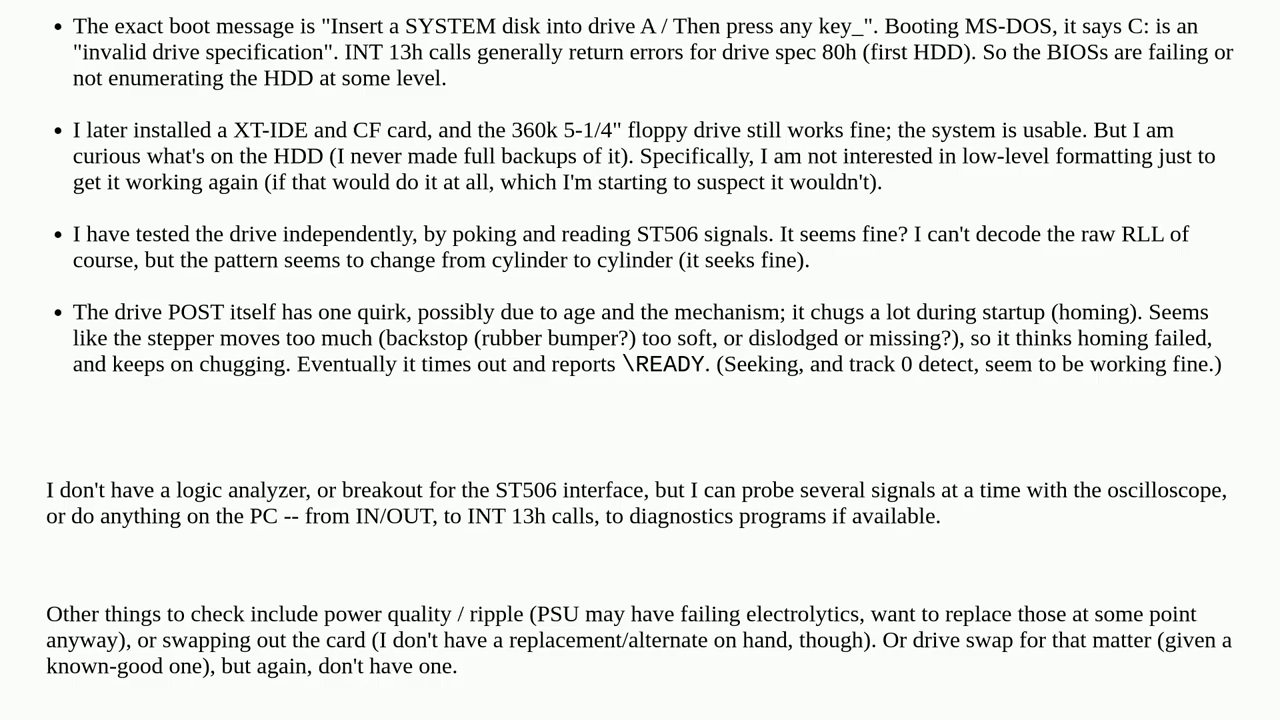 • The exact boot message is "Insert a SYSTEM disk into drive A / Then press any key_". Booting MS-DOS, it says C: is an
"invalid drive specification". INT 13h calls generally return errors for drive spec 80h (first HDD). So the BIOSs are failing or
not enumerating the HDD at some level.
• I later installed a XT-IDE and CF card, and the 360k 5-1/4" floppy drive still works fine; the system is usable. But I am
curious what's on the HDD (I never made full backups of it). Specifically, I am not interested in low-level formatting just to
get it working again (if that would do it at all, which I'm starting to suspect it wouldn't).
• I have tested the drive independently, by poking and reading ST506 signals. It seems fine? I can't decode the raw RLL of
course, but the pattern seems to change from cylinder to cylinder (it seeks fine).
• The drive POST itself has one quirk, possibly due to age and the mechanism; it chugs a lot during startup (homing). Seems
like the stepper moves too much (backstop (rubber bumper?) too soft, or dislodged or missing?), so it thinks homing failed,
and keeps on chugging. Eventually it times out and reports \READY. (Seeking, and track 0 detect, seem to be working fine.)
I don't have a logic analyzer, or breakout for the ST506 interface, but I can probe several signals at a time with the oscilloscope,
or do anything on the PC -- from IN/OUT, to INT 13h calls, to diagnostics programs if available.
Other things to check include power quality / ripple (PSU may have failing electrolytics, want to replace those at some point
anyway), or swapping out the card (I don't have a replacement/alternate on hand, though). Or drive swap for that matter (given a
known-good one), but again, don't have one.